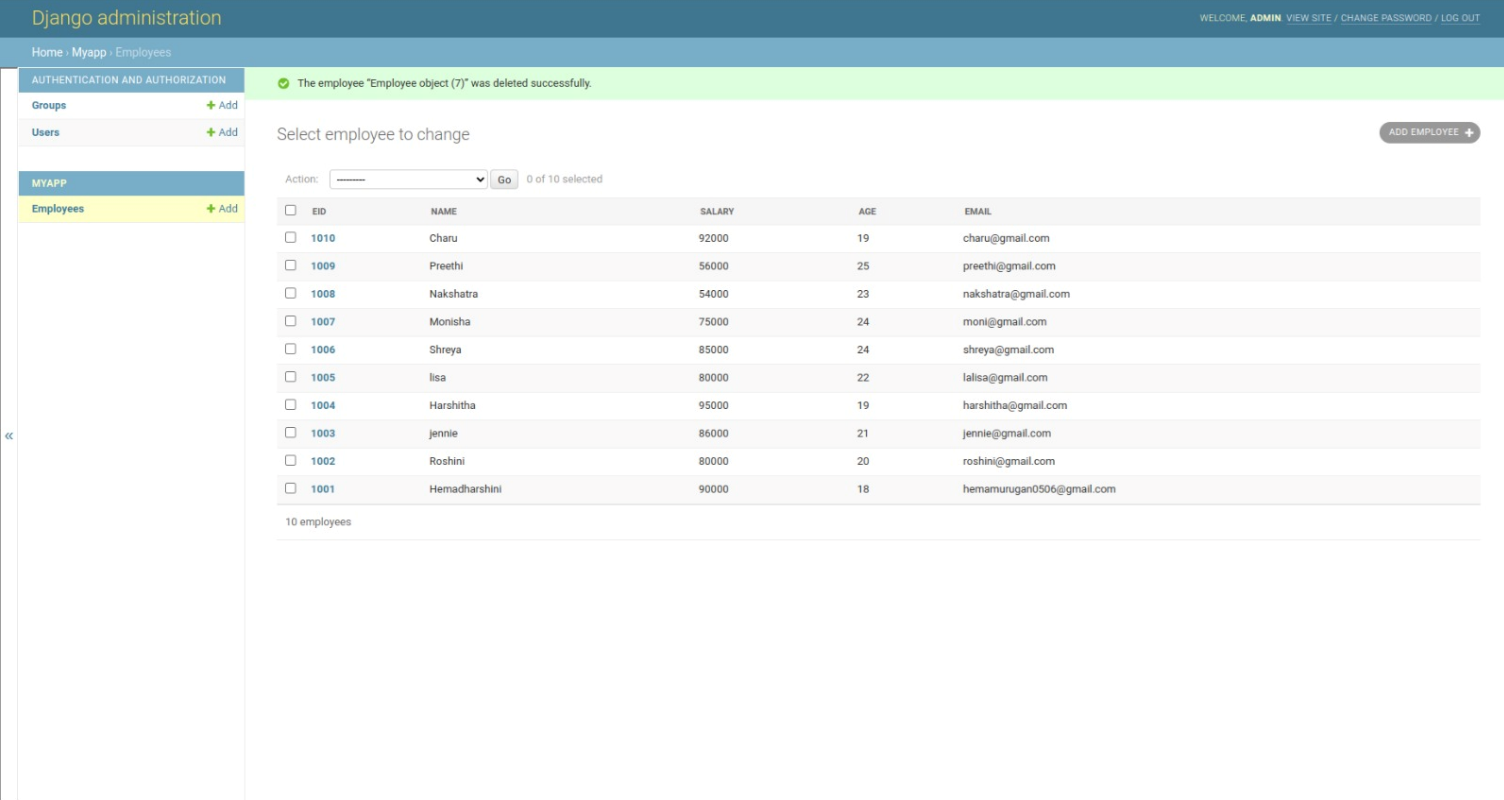 Django administration
WELCOME, ADMIN. VIEW SITE / CHANGE PASSWORD / LOG OUT
Home › Myapp › Employees
AUTHENTICATION AND AUTHORIZATION
Groups + Add
Users + Add
MYAPP
Employees + Add
«
The employee “Employee object (7)” was deleted successfully.
Select employee to change
ADD EMPLOYEE +
Action: --------- Go 0 of 10 selected
EID NAME SALARY AGE EMAIL
1010 Charu 92000 19 charu@gmail.com
1009 Preethi 56000 25 preethi@gmail.com
1008 Nakshatra 54000 23 nakshatra@gmail.com
1007 Monisha 75000 24 moni@gmail.com
1006 Shreya 85000 24 shreya@gmail.com
1005 lisa 80000 22 lalisa@gmail.com
1004 Harshitha 95000 19 harshitha@gmail.com
1003 jennie 86000 21 jennie@gmail.com
1002 Roshini 80000 20 roshini@gmail.com
1001 Hemadharshini 90000 18 hemamurugan0506@gmail.com
10 employees